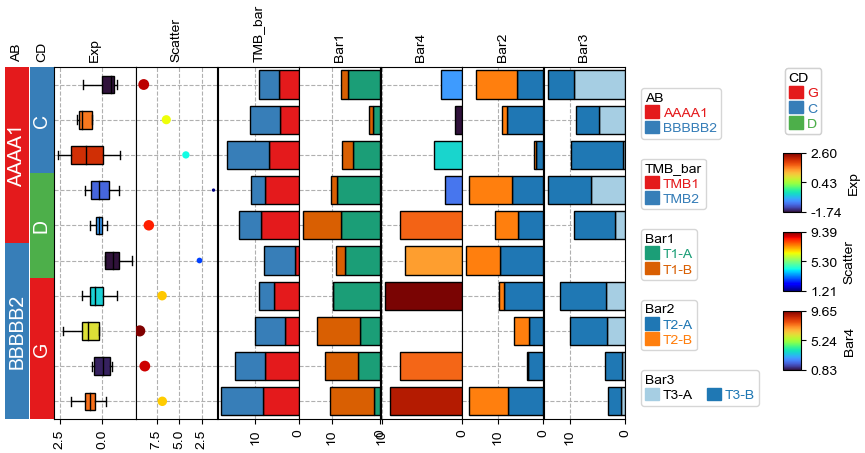 AB
CD
Exp
Scatter
TMB_bar
Bar1
Bar4
Bar2
Bar3
AAAA1
BBBBB2
C
D
G
2.5
0.0
7.5
5.0
2.5
10
0
10
0
10
0
10
0
10
0
AB
AAAA1
BBBBB2
TMB_bar
TMB1
TMB2
Bar1
T1-A
T1-B
Bar2
T2-A
T2-B
Bar3
T3-A T3-B
CD
G
C
D
2.60
0.43
-1.74
Exp
9.39
5.30
1.21
Scatter
9.65
5.24
0.83
Bar4